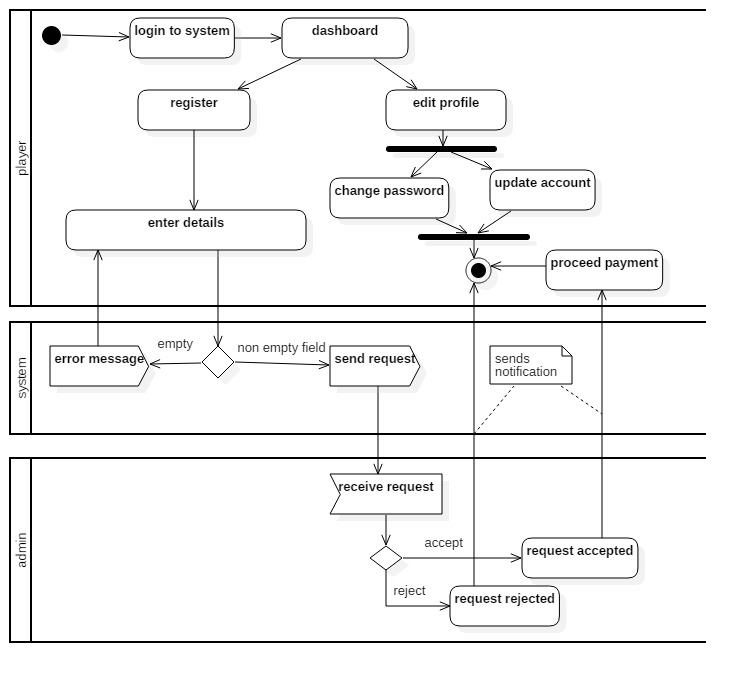 player
login to system
dashboard
register
edit profile
change password
update account
enter details
proceed payment
system
error message
empty
non empty field
send request
sends
notification
admin
receive request
accept
request accepted
reject
request rejected